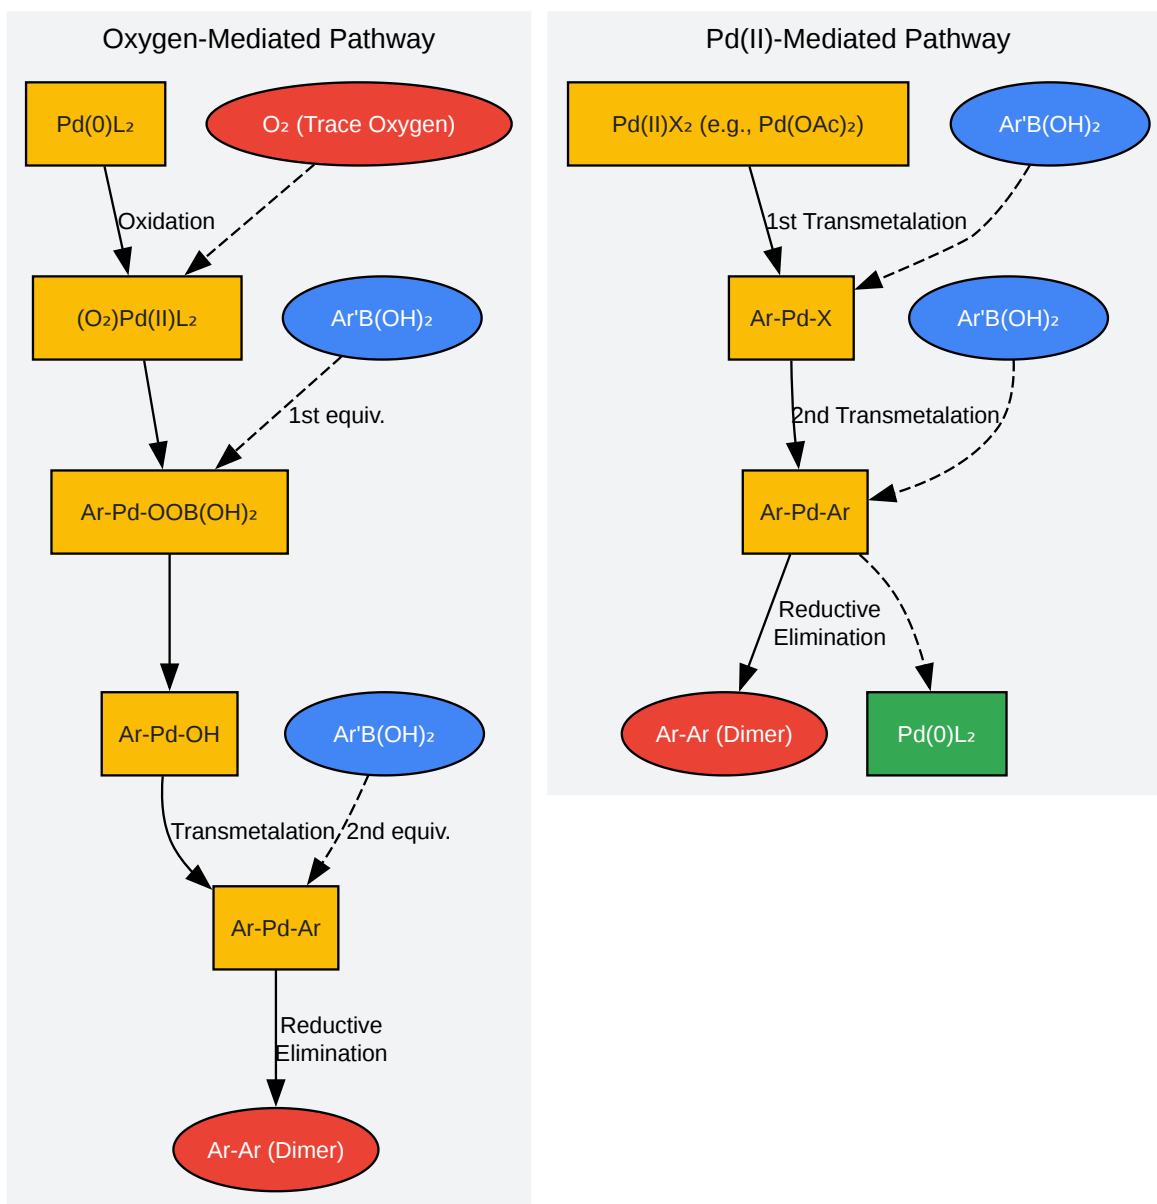 Oxygen-Mediated Pathway
Pd(0)L₂
O₂ (Trace Oxygen)
Oxidation
(O₂)Pd(II)L₂
Ar'B(OH)₂
1st equiv.
Ar-Pd-OOB(OH)₂
Ar-Pd-OH
Ar'B(OH)₂
Transmetalation
2nd equiv.
Ar-Pd-Ar
Reductive
Elimination
Ar-Ar (Dimer)
Pd(II)-Mediated Pathway
Pd(II)X₂ (e.g., Pd(OAc)₂)
Ar'B(OH)₂
1st Transmetalation
Ar-Pd-X
Ar'B(OH)₂
2nd Transmetalation
Ar-Pd-Ar
Reductive
Elimination
Ar-Ar (Dimer)
Pd(0)L₂